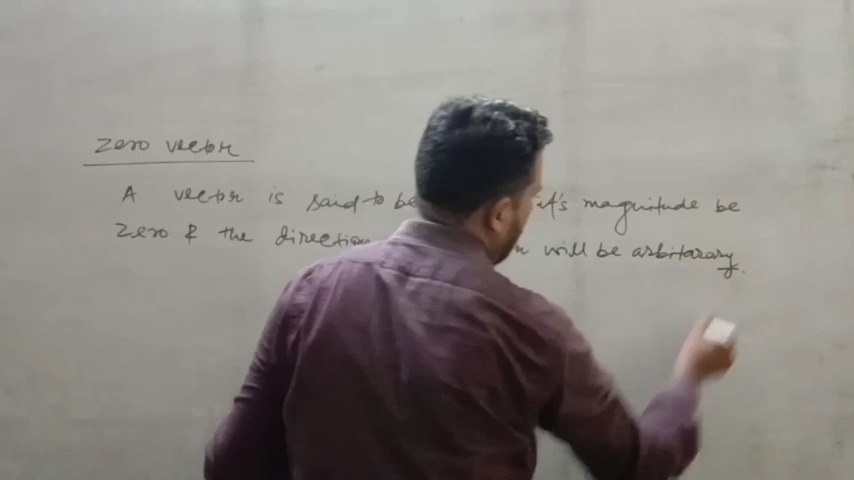 Zero vector
A vector is said to be it's magnitude be
Zero & the direction will be arbitarary.